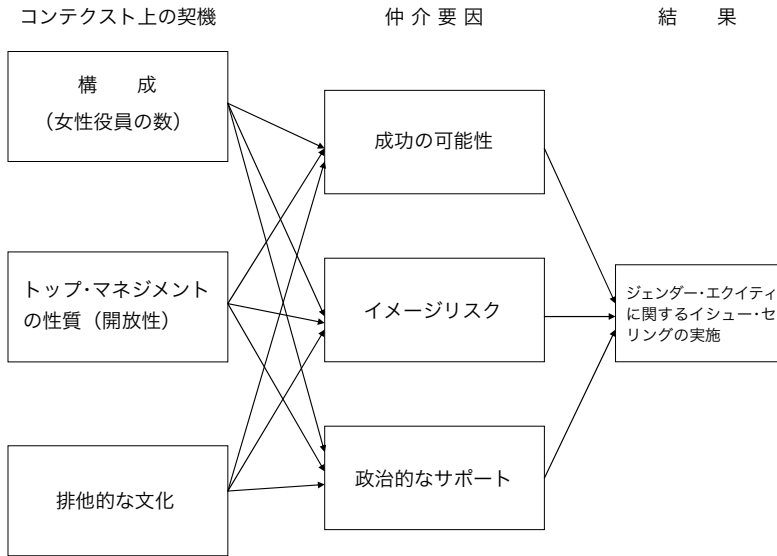 コンテクスト上の契機
仲 介 要 因
結　　果
構　　成
（女性役員の数）
トップ・マネジメント
の性質（開放性）
排他的な文化
成功の可能性
イメージリスク
政治的なサポート
ジェンダー・エクイティ
に関するイシュー・セ
リングの実施